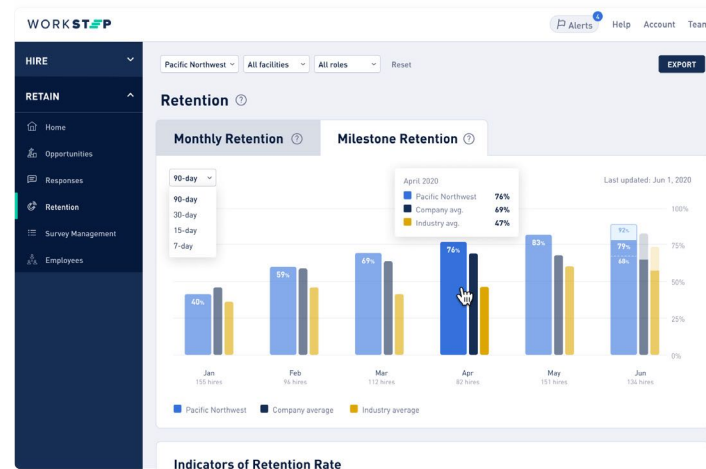 WORKSTEP
Alerts 4 Help Account Team
HIRE
RETAIN
Home
Opportunities
Responses
Retention
Survey Management
Employees
Pacific Northwest All facilities All roles Reset EXPORT
Retention ?
Monthly Retention ? Milestone Retention ?
90-day
90-day
30-day
15-day
7-day
April 2020
Pacific Northwest 76%
Company avg. 69%
Industry avg. 47%
Last updated: Jun 1, 2020
100%
75%
50%
25%
0%
40%
59%
69%
76%
83%
92%
79%
68%
Jan Feb Mar Apr May Jun
155 hires 96 hires 112 hires 82 hires 151 hires 134 hires
Pacific Northwest Company average Industry average
Indicators of Retention Rate